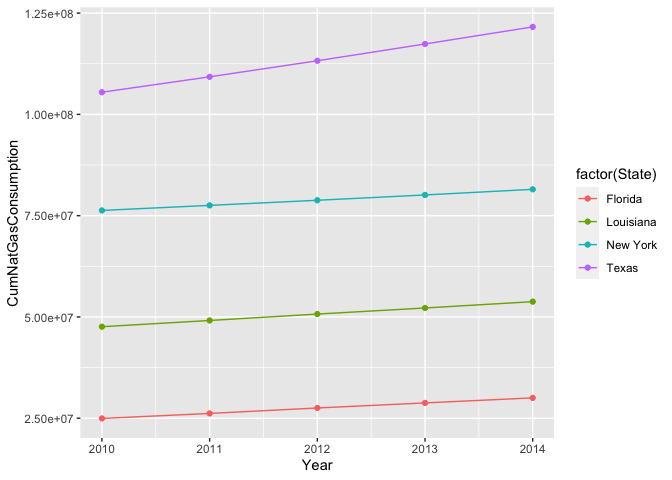 1.25e+08
1.00e+08
7.50e+07
5.00e+07
2.50e+07
CumNatGasConsumption
2010 2011 2012 2013 2014
Year
factor(State)
Florida
Louisiana
New York
Texas